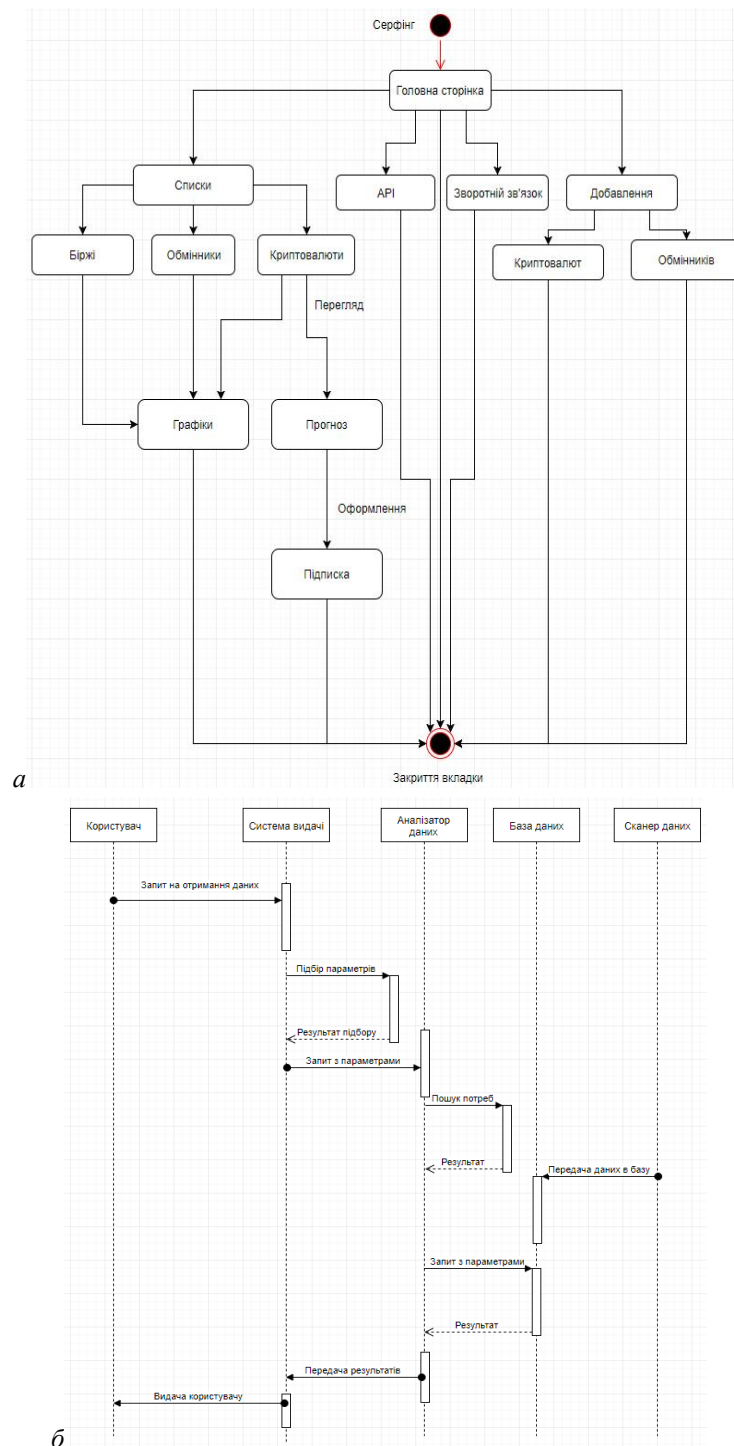 Серфінг
Головна сторінка
Списки
API
Зворотній зв'язок
Добавлення
Біржі
Обмінники
Криптовалюти
Криптовалют
Обмінників
Перегляд
Графіки
Прогноз
Оформлення
Підписка
Закриття вкладки
а
Користувач
Система видачі
Аналізатор
даних
База даних
Сканер даних
Запит на отримання даних
Підбір параметрів
Результат підбору
Запит з параметрами
Пошук потреб
Результат
Передача даних в базу
Запит з параметрами
Результат
Передача результатів
Видача користувачу
б